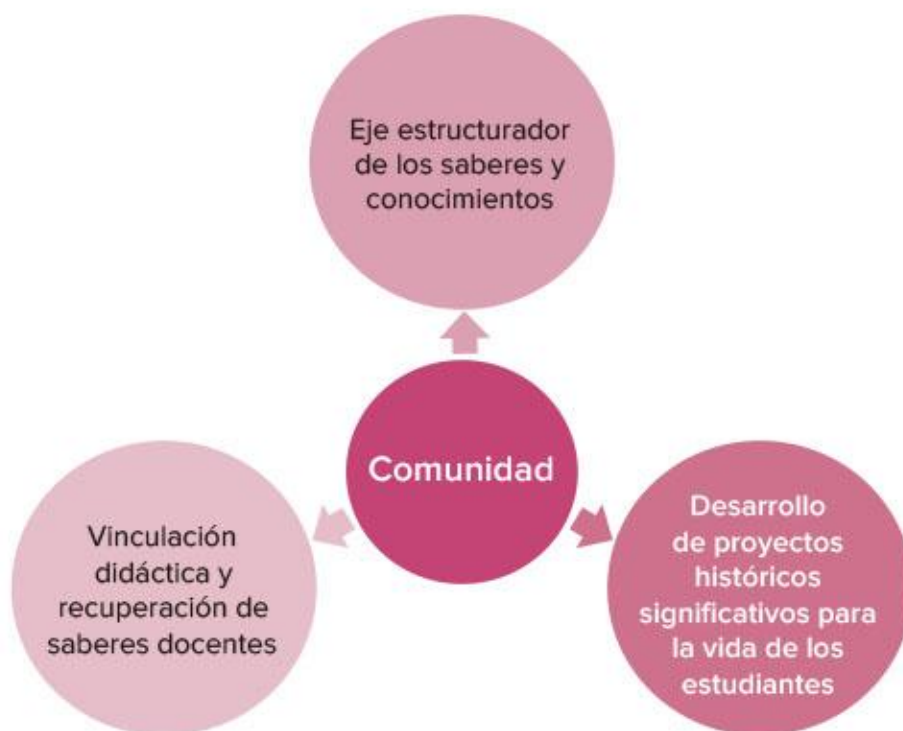 Eje estructurador
de los saberes y
conocimientos
Comunidad
Vinculación
didáctica y
recuperación de
saberes docentes
Desarrollo
de proyectos
históricos
significativos para
la vida de los
estudiantes